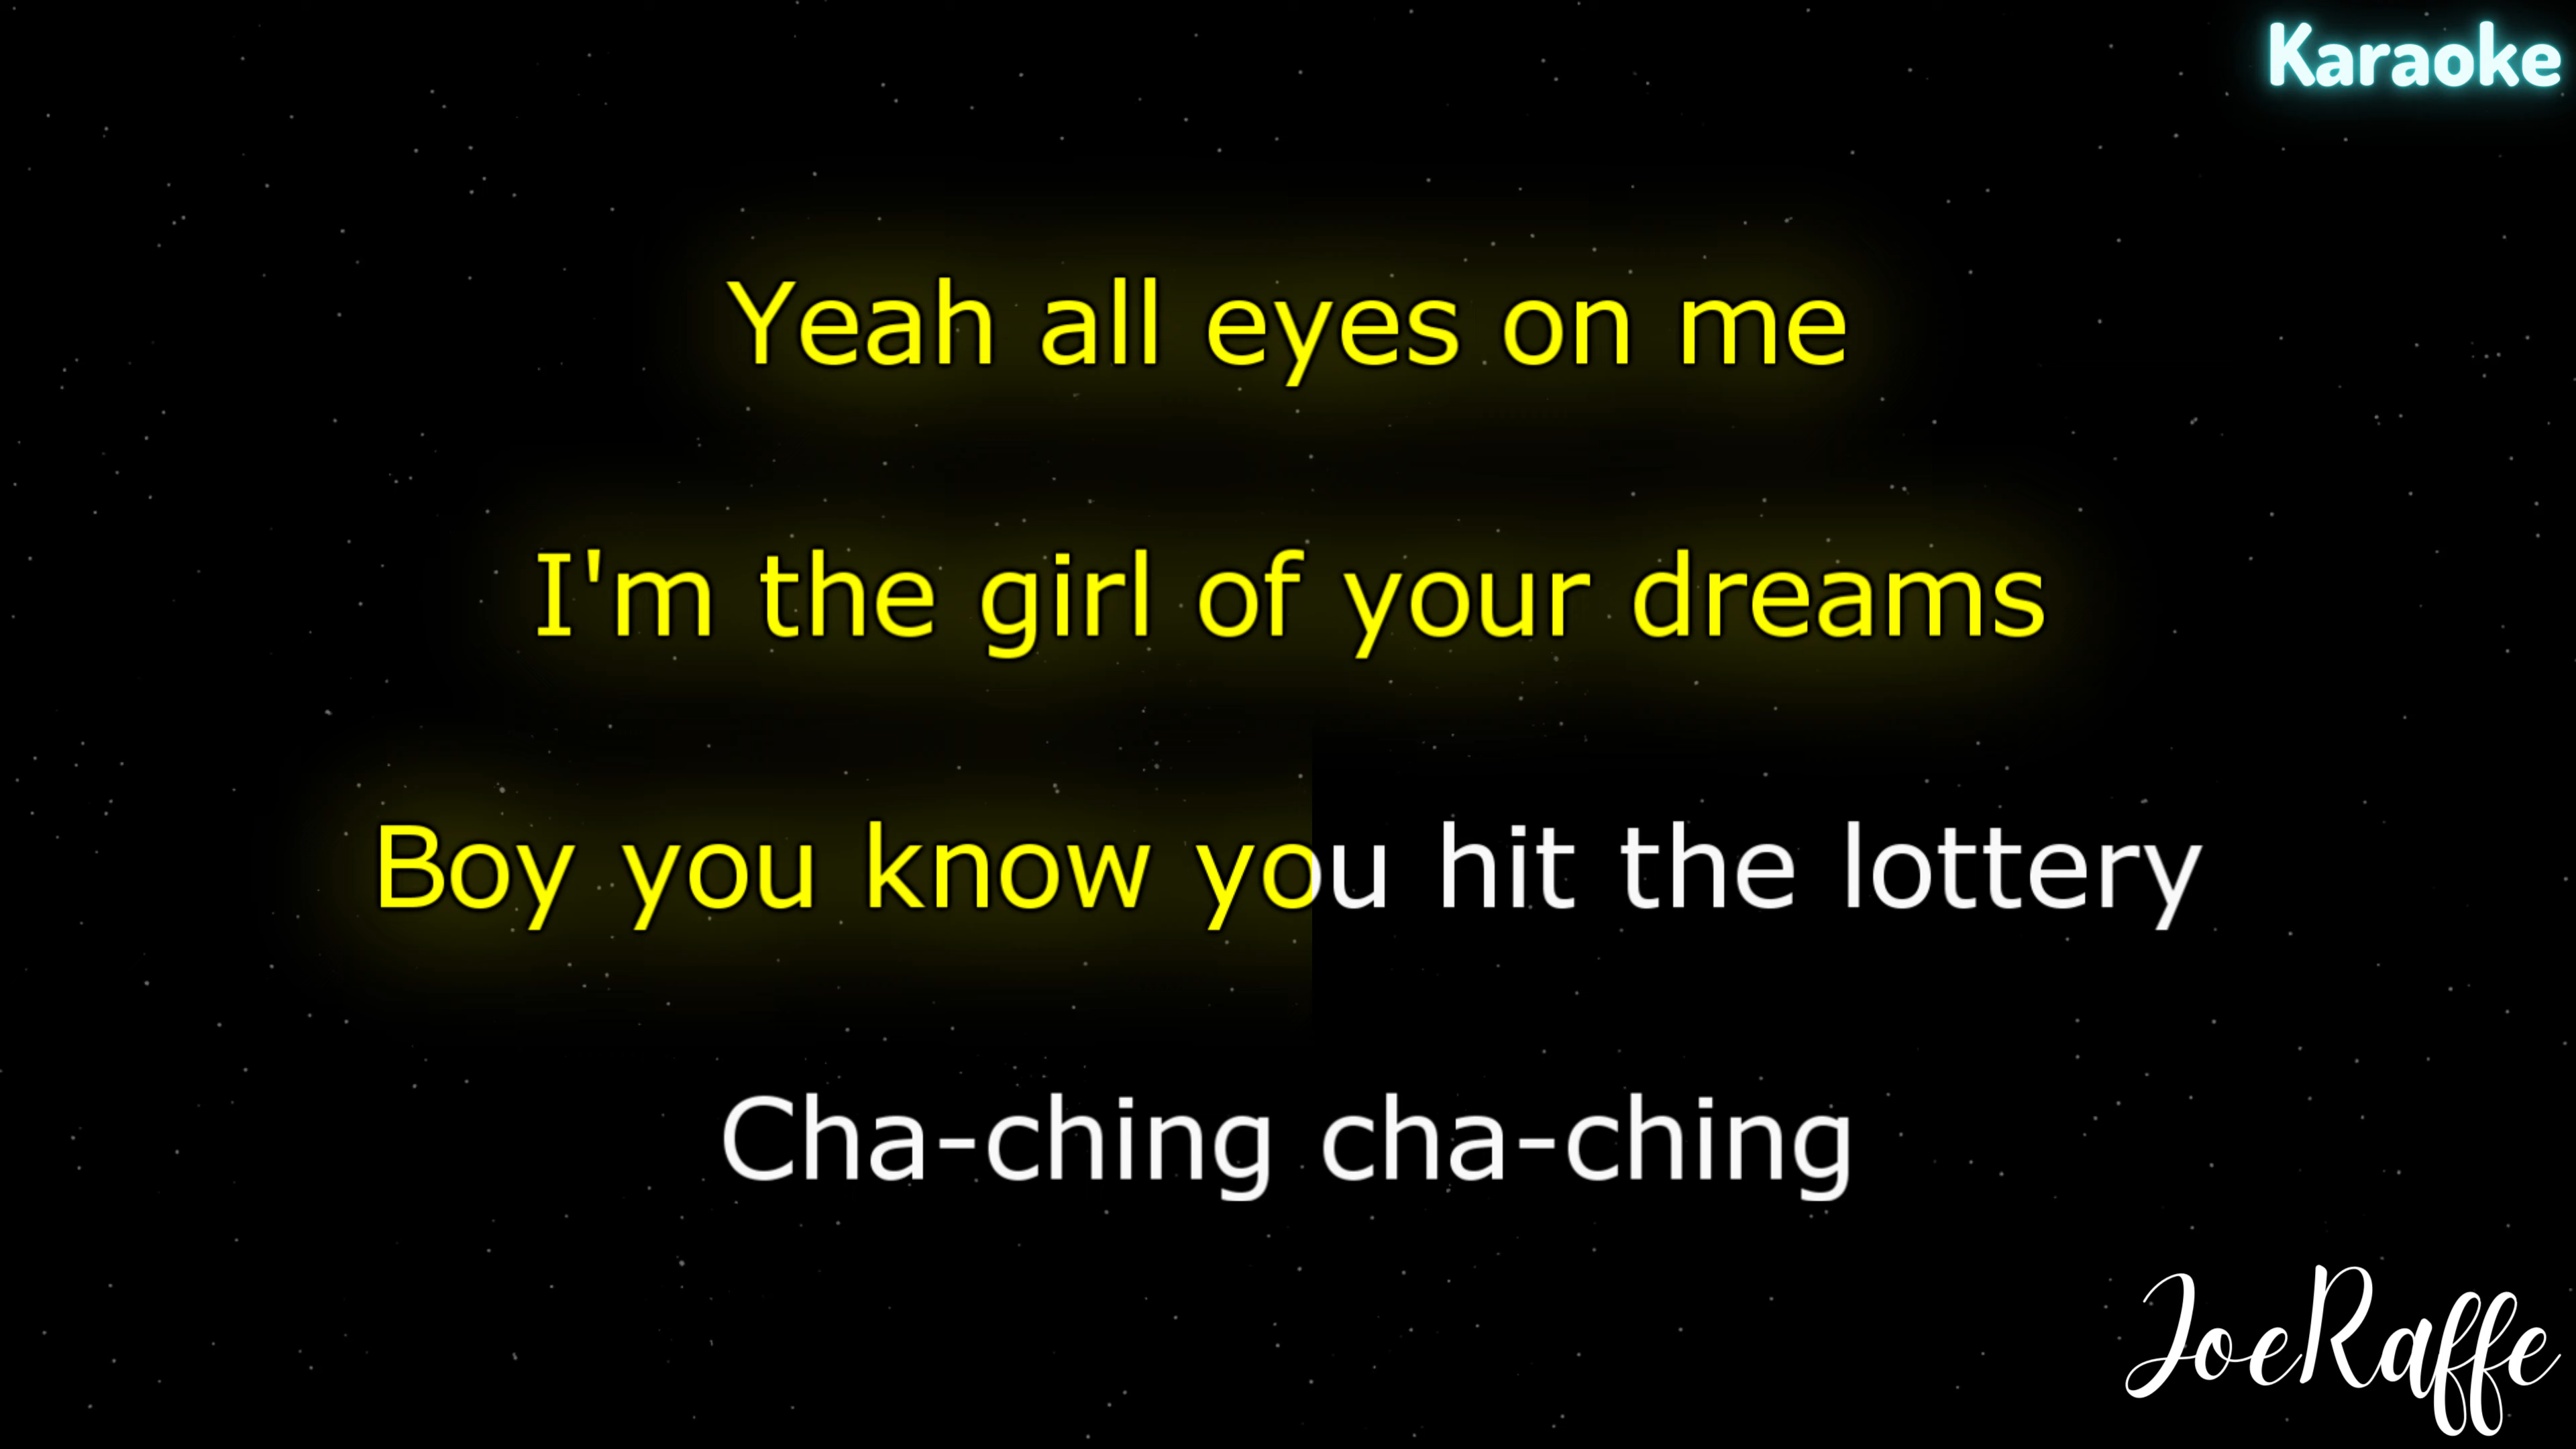 Karaoke
Yeah all eyes on me
I'm the girl of your dreams
Boy you know you hit the lottery
Cha-ching cha-ching
JoeRaffe